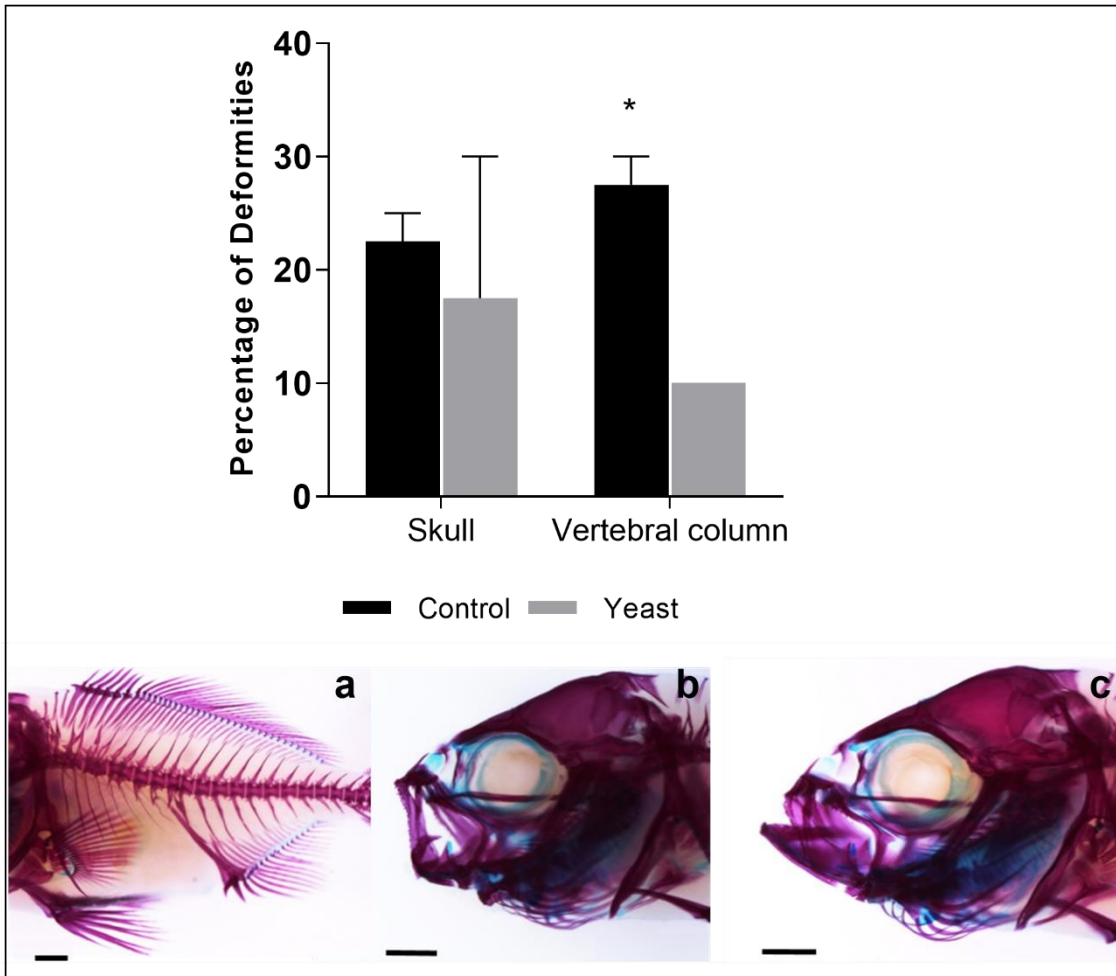 Percentage of Deformities
40
30
20
10
0
*
Skull Vertebral column
Control Yeast
a b c